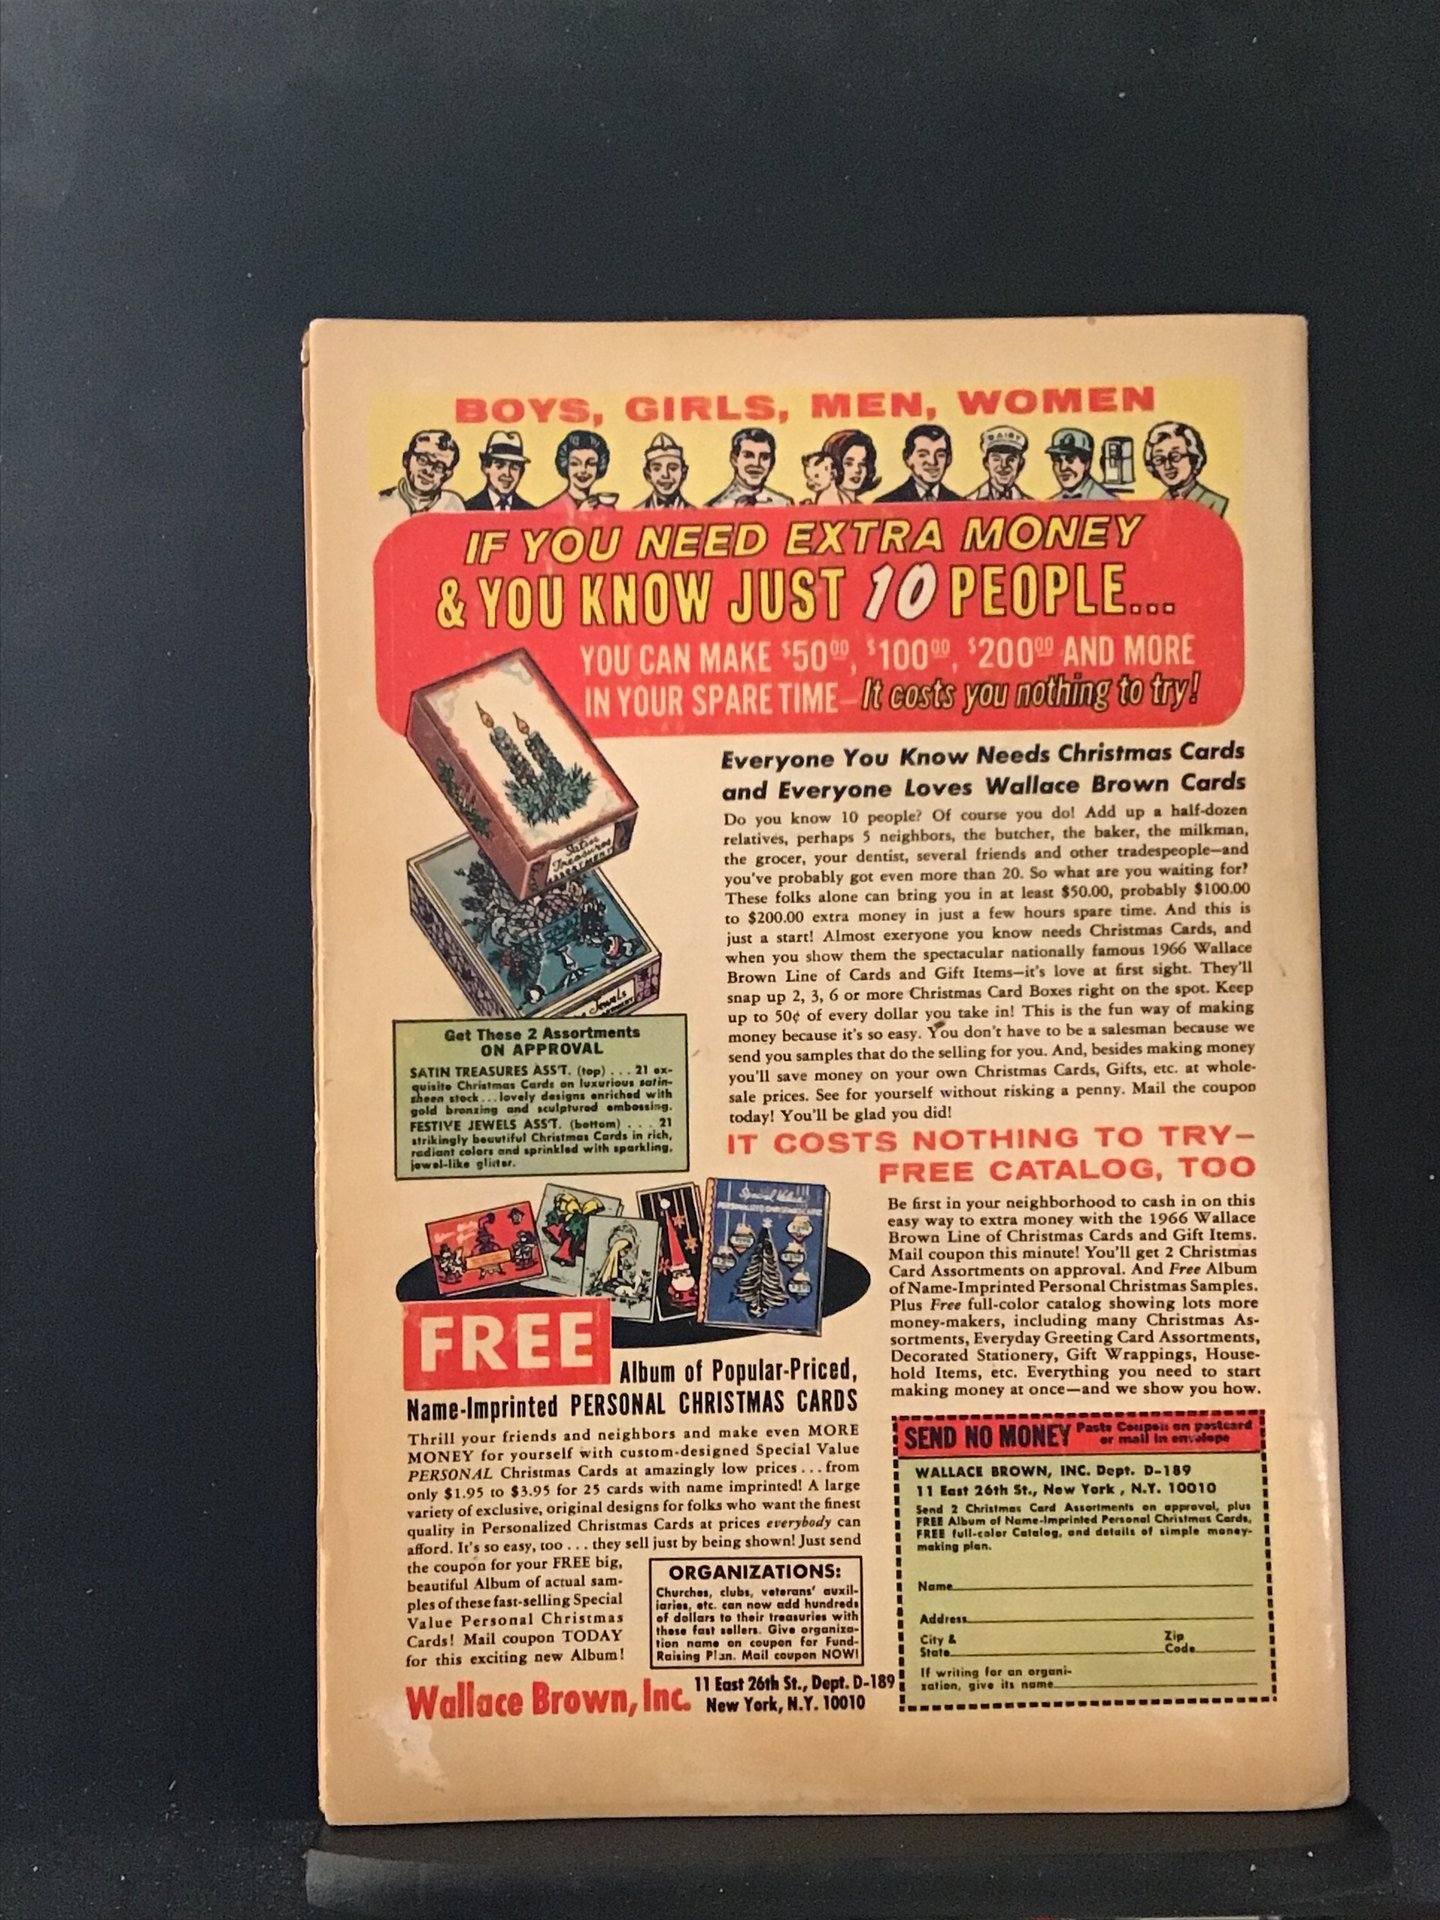 BOYS, GIRLS, MEN, WOMEN
DAIRY
IF YOU NEED EXTRA MONEY
& YOU KNOW JUST 10 PEOPLE...
YOU CAN MAKE $50.00, $100.00, $200.00 AND MORE
IN YOUR SPARE TIME—It costs you nothing to try!
Satin
Treasures
ASSORTMENT
Jewels
Get These 2 Assortments
ON APPROVAL
SATIN TREASURES ASS'T. (top) . . . 21 ex-
quisite Christmas Cards on luxurious satin-
sheen stock...lovely designs enriched with
gold bronzing and sculptured embossing.
FESTIVE JEWELS ASS'T. (bottom) . . . 21
strikingly beautiful Christmas Cards in rich,
radiant colors and sprinkled with sparkling,
jewel-like glitter.
Everyone You Know Needs Christmas Cards
and Everyone Loves Wallace Brown Cards
Do you know 10 people? Of course you do! Add up a half-dozen
relatives, perhaps 5 neighbors, the butcher, the baker, the milkman,
the grocer, your dentist, several friends and other tradespeople—and
you've probably got even more than 20. So what are you waiting for?
These folks alone can bring you in at least $50.00, probably $100.00
to $200.00 extra money in just a few hours spare time. And this is
just a start! Almost exeryone you know needs Christmas Cards, and
when you show them the spectacular nationally famous 1966 Wallace
Brown Line of Cards and Gift Items—it's love at first sight. They'll
snap up 2, 3, 6 or more Christmas Card Boxes right on the spot. Keep
up to 50¢ of every dollar you take in! This is the fun way of making
money because it's so easy. You don't have to be a salesman because we
send you samples that do the selling for you. And, besides making money
you'll save money on your own Christmas Cards, Gifts, etc. at whole-
sale prices. See for yourself without risking a penny. Mail the coupon
today! You'll be glad you did!
IT COSTS NOTHING TO TRY—
FREE CATALOG, TOO
Be first in your neighborhood to cash in on this
easy way to extra money with the 1966 Wallace
Brown Line of Christmas Cards and Gift Items.
Mail coupon this minute! You'll get 2 Christmas
Card Assortments on approval. And Free Album
of Name-Imprinted Personal Christmas Samples.
Plus Free full-color catalog showing lots more
money-makers, including many Christmas As-
sortments, Everyday Greeting Card Assortments,
Decorated Stationery, Gift Wrappings, House-
hold Items, etc. Everything you need to start
making money at once—and we show you how.
Special Value
PERSONALIZED CHRISTMAS CARDS
FREE
Album of Popular-Priced,
Name-Imprinted PERSONAL CHRISTMAS CARDS
Thrill your friends and neighbors and make even MORE
MONEY for yourself with custom-designed Special Value
PERSONAL Christmas Cards at amazingly low prices . . . from
only $1.95 to $3.95 for 25 cards with name imprinted! A large
variety of exclusive, original designs for folks who want the finest
quality in Personalized Christmas Cards at prices everybody can
afford. It's so easy, too . . . they sell just by being shown! Just send
the coupon for your FREE big,
beautiful Album of actual sam-
ples of these fast-selling Special
Value Personal Christmas
Cards! Mail coupon TODAY
for this exciting new Album!
ORGANIZATIONS:
Churches, clubs, veterans' auxil-
iaries, etc. can now add hundreds
of dollars to their treasuries with
these fast sellers. Give organiza-
tion name on coupon for Fund-
Raising Plan. Mail coupon NOW!
Wallace Brown, Inc.
11 East 26th St., Dept. D-189
New York, N.Y. 10010
SEND NO MONEY Paste Coupon on postcard
or mail in envelope
WALLACE BROWN, INC. Dept. D-189
11 East 26th St., New York , N.Y. 10010
Send 2 Christmas Card Assortments on approval, plus
FREE Album of Name-Imprinted Personal Christmas Cards,
FREE full-color Catalog, and details of simple money-
making plan.
Name
Address
City &
State
Zip
Code
If writing for an organi-
zation, give its name